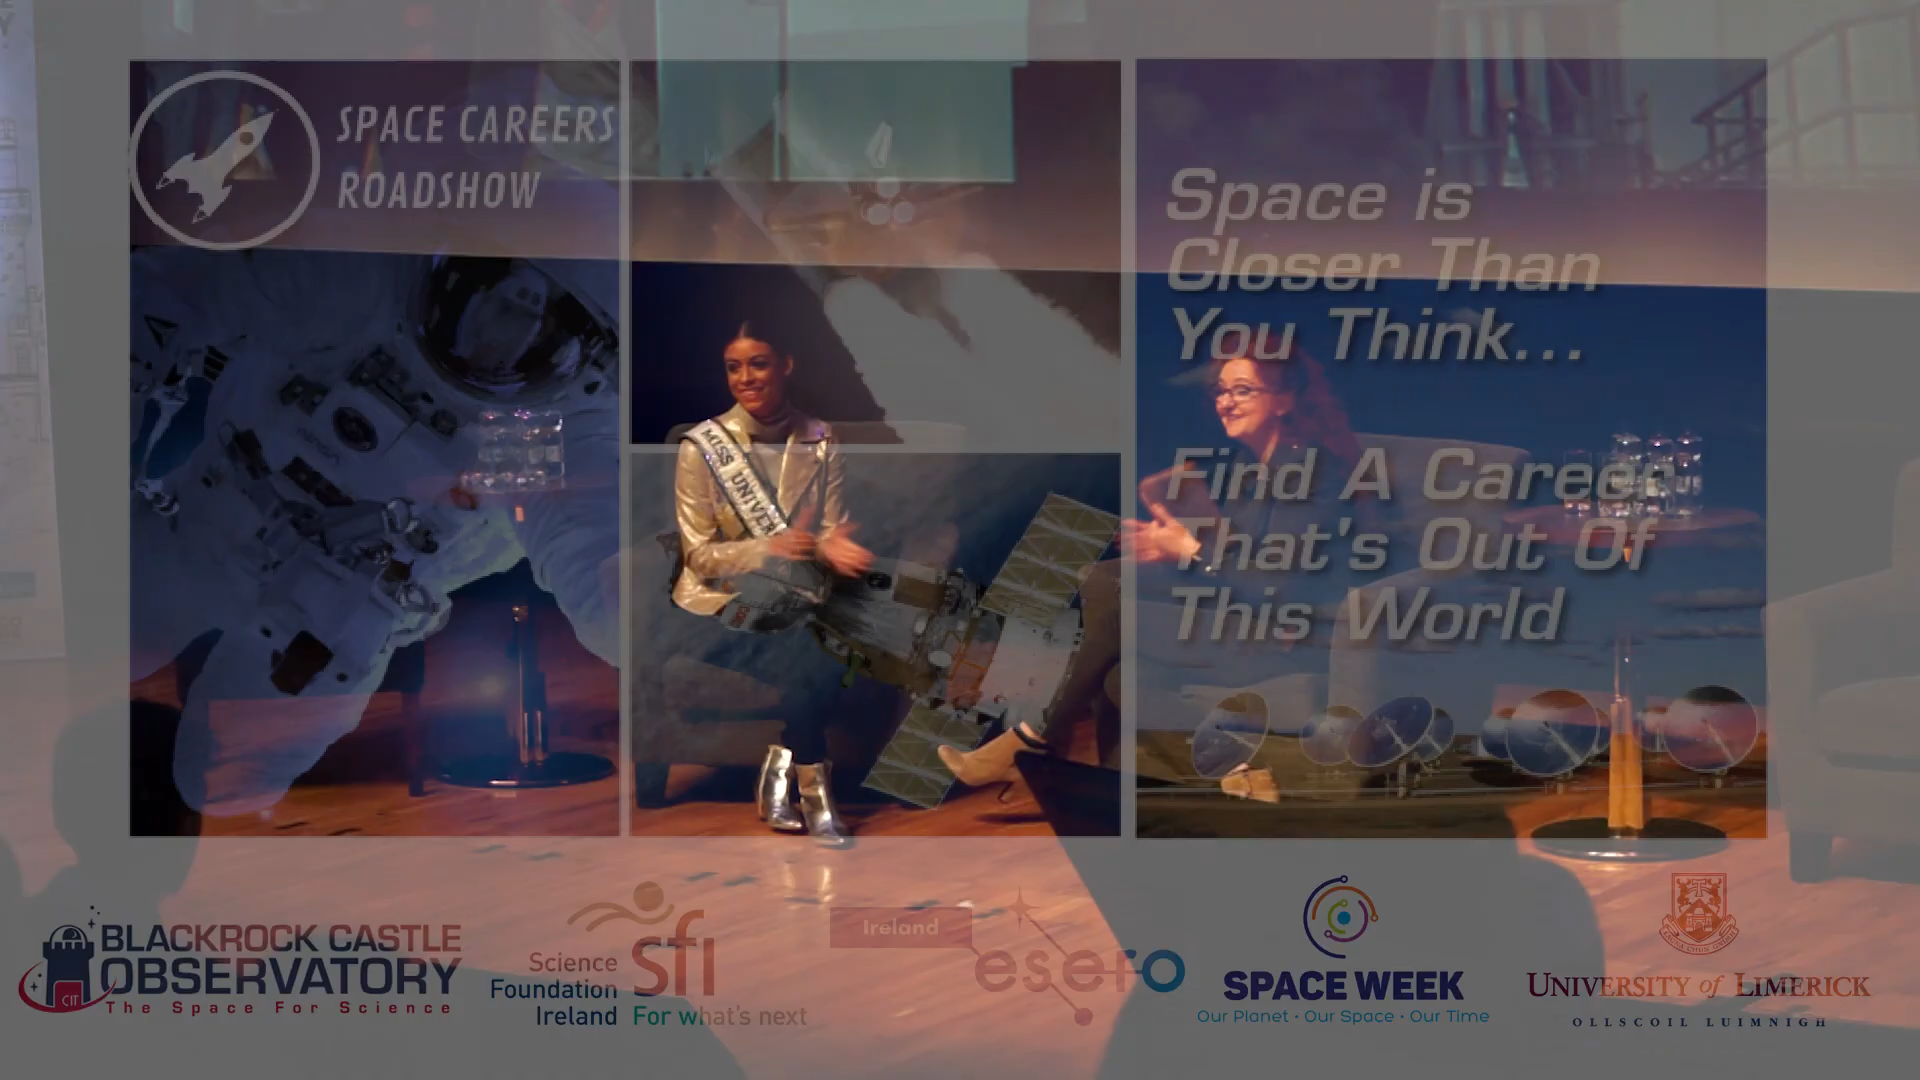 SPACE CAREERS
ROADSHOW
Space is
Closer Than
You Think...
Find A Career
That's Out Of
This World
MISS UNIVER
BLACKROCK CASTLE
OBSERVATORY
CIT
The Space For Science
Science
Foundation
Ireland
sfi
For what's next
Ireland
esero
SPACE WEEK
Our Planet · Our Space · Our Time
UNIVERSITY of LIMERICK
OLLSCOIL LUIMNIGH